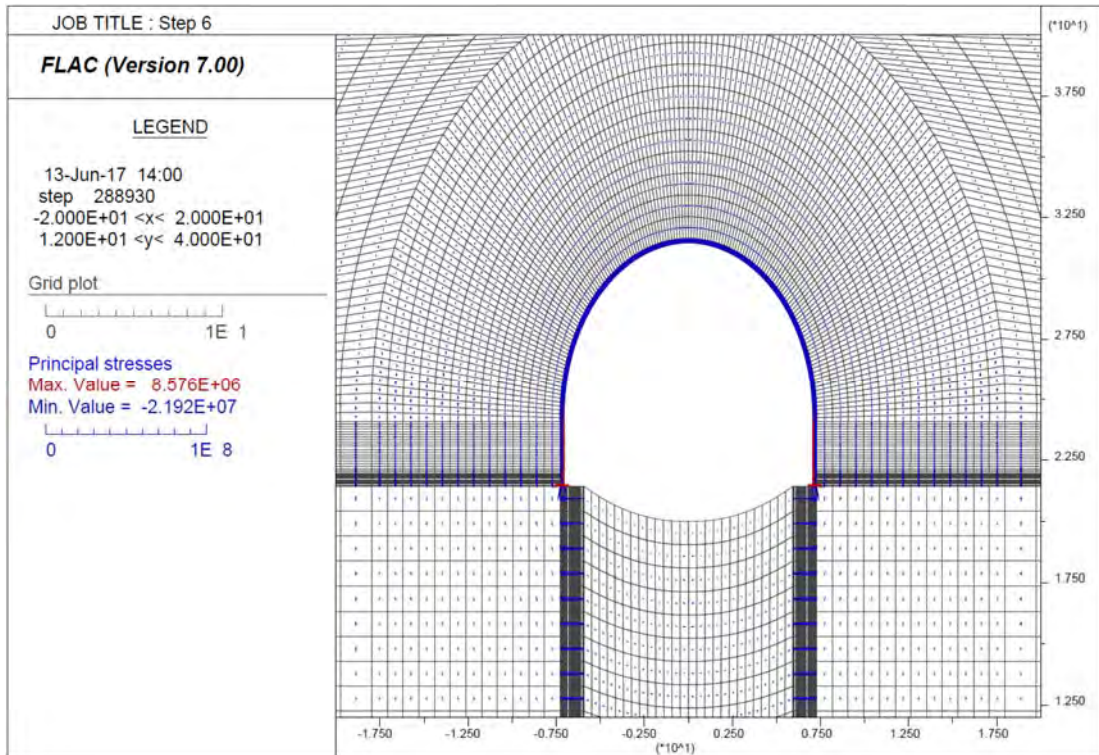 JOB TITLE : Step 6
(*10^1)
FLAC (Version 7.00)
LEGEND
13-Jun-17 14:00
step 288930
-2.000E+01 <x< 2.000E+01
1.200E+01 <y< 4.000E+01
Grid plot
0 1E 1
Principal stresses
Max. Value = 8.576E+06
Min. Value = -2.192E+07
0 1E 8
3.750
3.250
2.750
2.250
1.750
1.250
-1.750 -1.250 -0.750 -0.250 0.250 0.750 1.250 1.750
(*10^1)